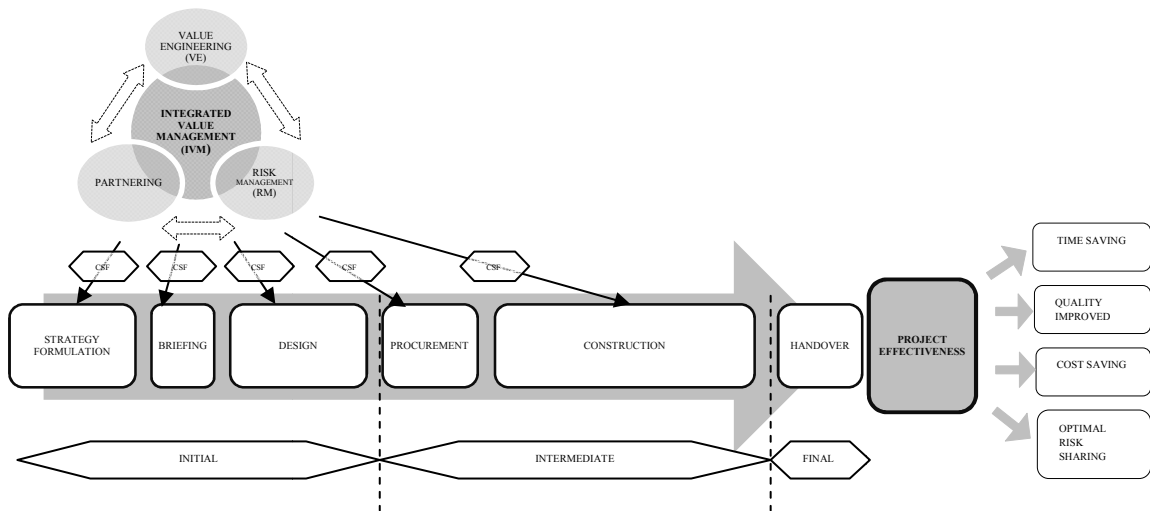 VALUE
ENGINEERING
(VE)
INTEGRATED
VALUE
MANAGEMENT
(IVM)
PARTNERING
RISK
MANAGEMENT
(RM)
CSF
CSF
CSF
CSF
CSF
STRATEGY
FORMULATION
BRIEFING
DESIGN
PROCUREMENT
CONSTRUCTION
HANDOVER
PROJECT
EFFECTIVENESS
TIME SAVING
QUALITY
IMPROVED
COST SAVING
OPTIMAL
RISK
SHARING
INITIAL
INTERMEDIATE
FINAL